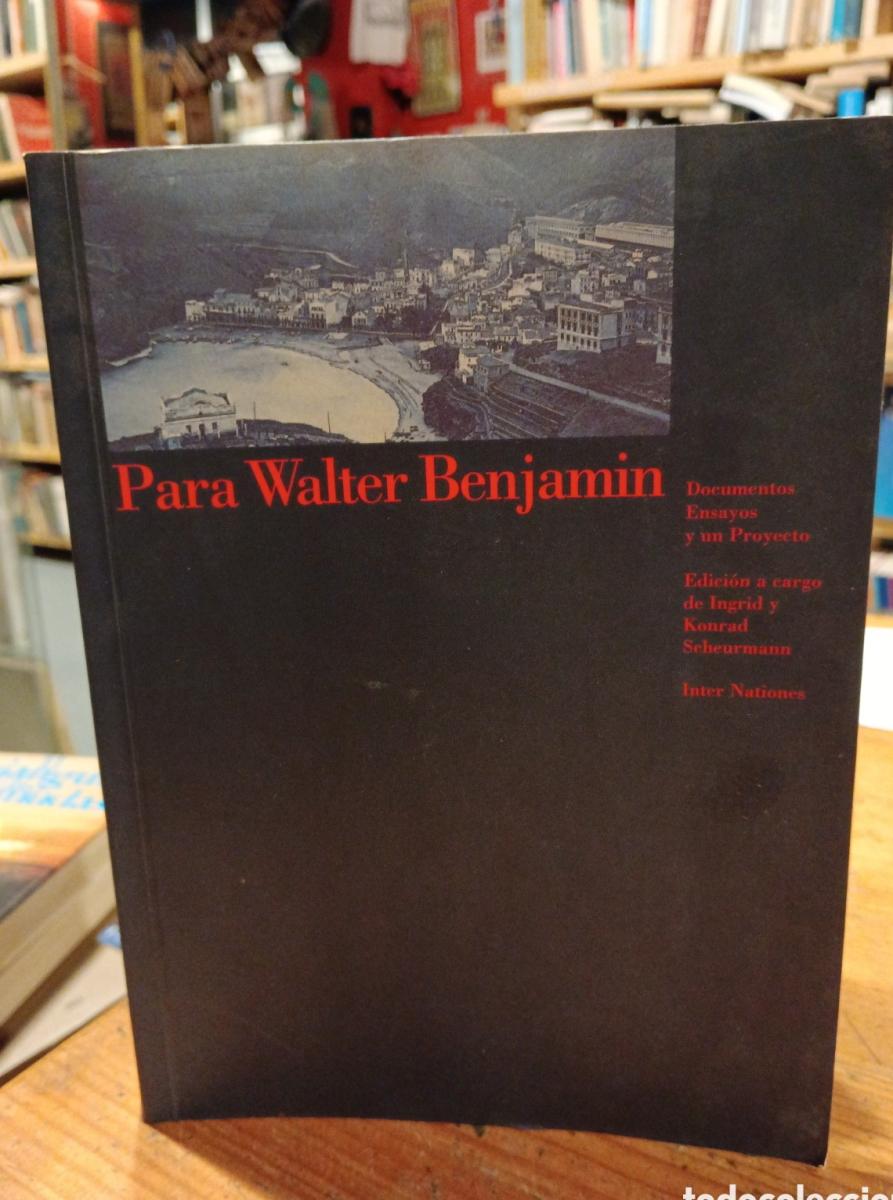 Para Walter Benjamin
Documentos
Ensayos
y un Proyecto
Edición a cargo
de Ingrid y
Konrad
Scheurmann
Inter Nationes